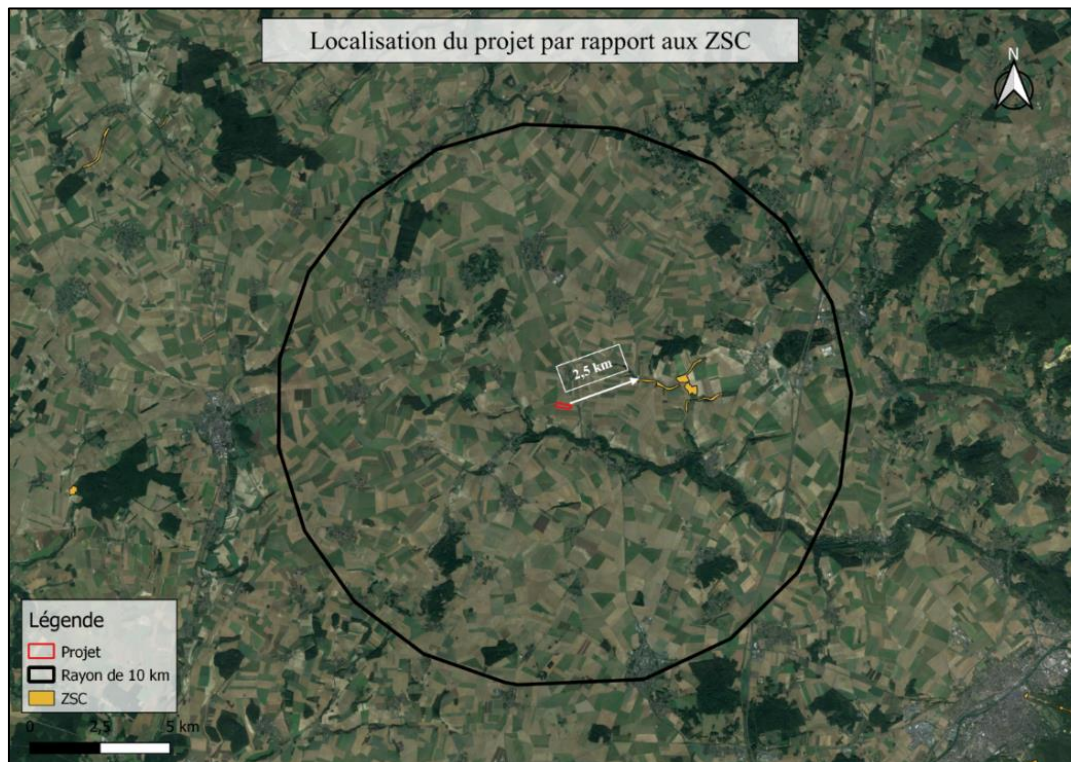 Localisation du projet par rapport aux ZSC
N
2,5 km
Légende
Projet
Rayon de 10 km
ZSC
0 2,5 5 km